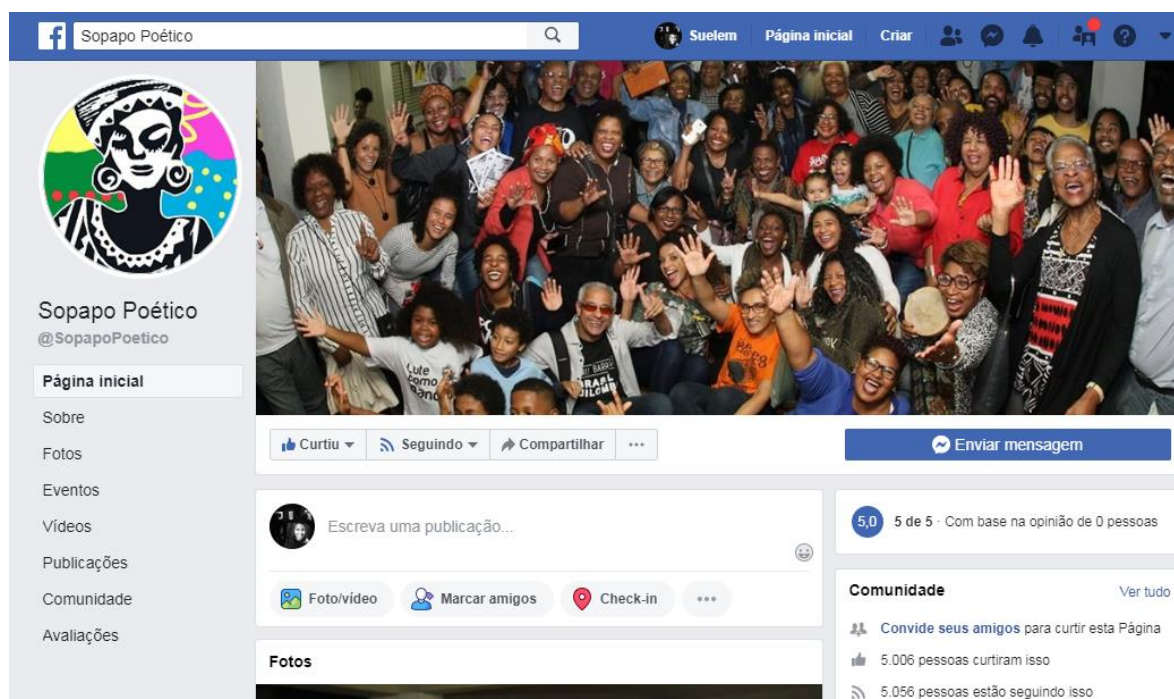 Sopapo Poético
Suelem
Página inicial
Criar
Sopapo Poético
@SopapoPoetico
Página inicial
Sobre
Fotos
Eventos
Vídeos
Publicações
Comunidade
Avaliações
Lute
como
BRASIL
Curtiu
Seguindo
Compartilhar
Enviar mensagem
Escreva uma publicação...
Foto/vídeo
Marcar amigos
Check-in
Fotos
5,0
5 de 5 · Com base na opinião de 0 pessoas
Comunidade
Ver tudo
Convide seus amigos para curtir esta Página
5.006 pessoas curtiram isso
5.056 pessoas estão seguindo isso